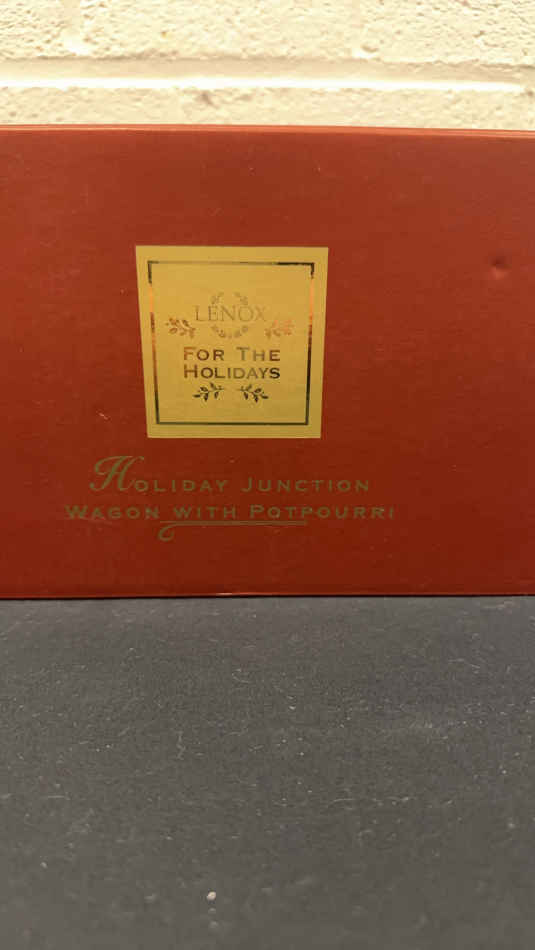 LENOX
FOR THE
HOLIDAYS
HOLIDAY JUNCTION
WAGON WITH POTPOURRI